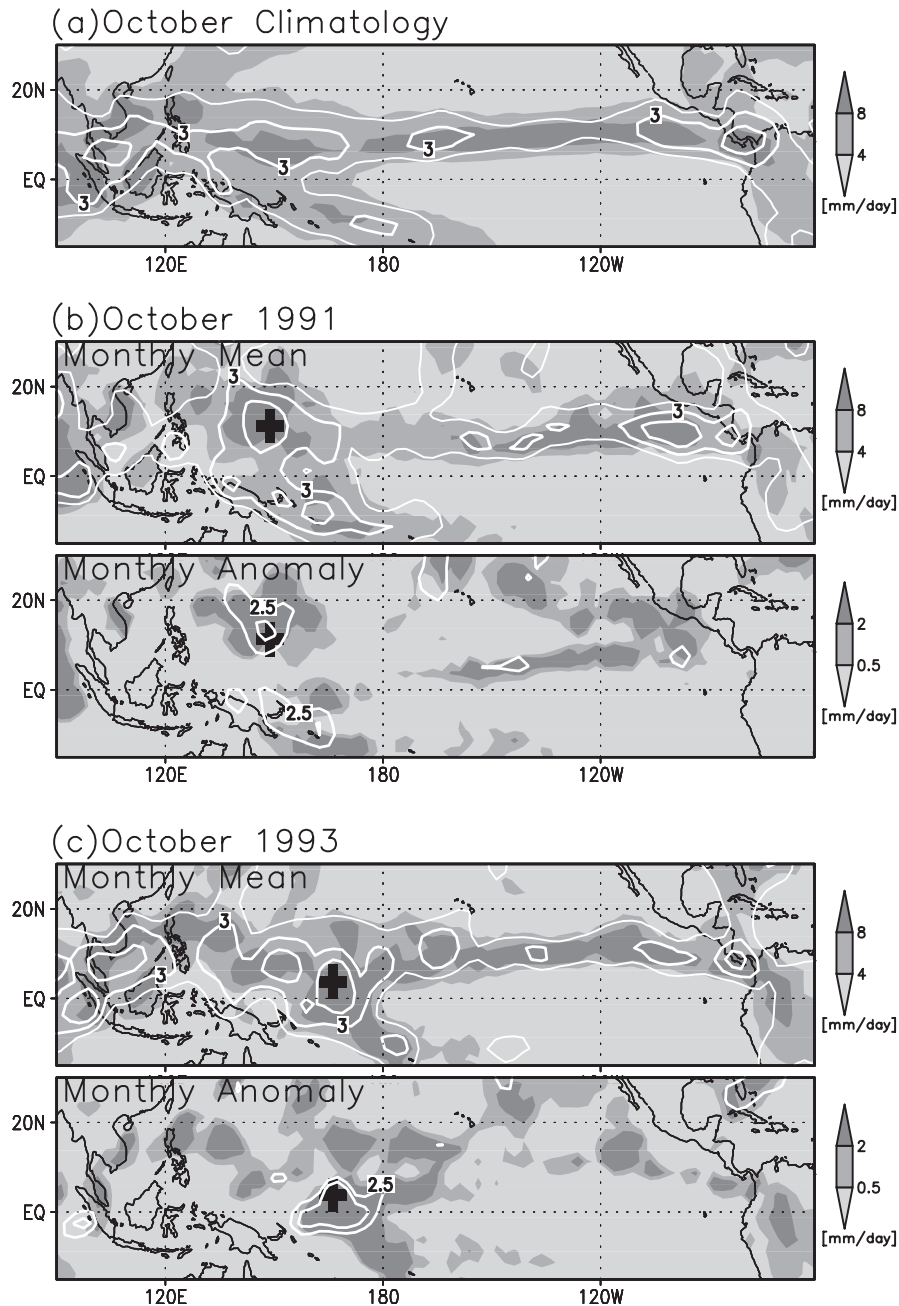 (a)October Climatology
20N
EQ
3
3
3
3
3
8
4
[mm/day]
120E
180
120W
(b)October 1991
Monthly Mean
20N
EQ
3
3
3
8
4
[mm/day]
Monthly Anomaly
20N
EQ
2.5
2.5
2
0.5
[mm/day]
120E
180
120W
(c)October 1993
Monthly Mean
20N
EQ
3
3
3
8
4
[mm/day]
Monthly Anomaly
20N
EQ
2.5
2
0.5
[mm/day]
120E
180
120W